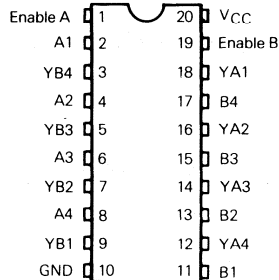 Enable A 1 20 VCC
A1 2 19 Enable B
YB4 3 18 YA1
A2 4 17 B4
YB3 5 16 YA2
A3 6 15 B3
YB2 7 14 YA3
A4 8 13 B2
YB1 9 12 YA4
GND 10 11 B1